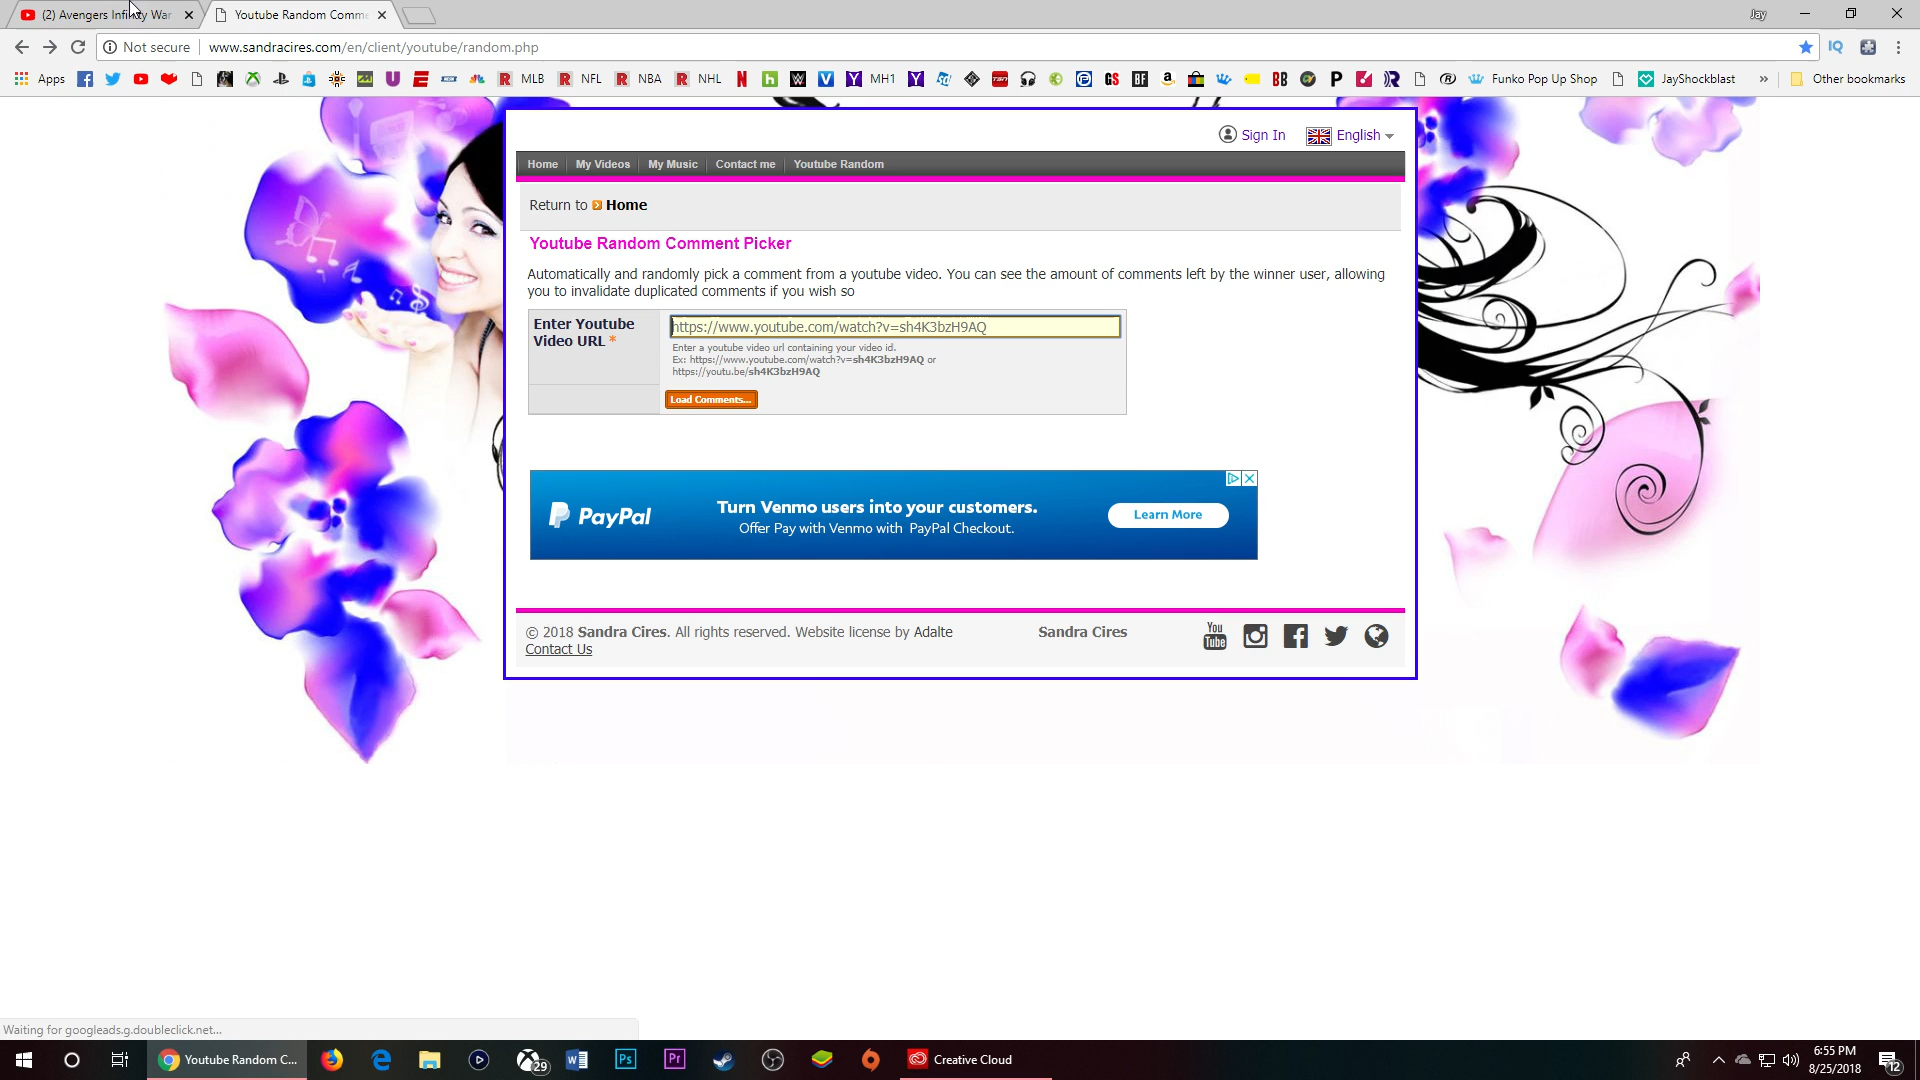 (2) Avengers Infinity War
Youtube Random Comme
Jay
Not secure
www.sandracires.com/en/client/youtube/random.php
IQ
Apps
MLB
NFL
NBA
NHL
MH1
Funko Pop Up Shop
JayShockblast
»
Other bookmarks
Sign In
English
Home
My Videos
My Music
Contact me
Youtube Random
Return to Home
Youtube Random Comment Picker
Automatically and randomly pick a comment from a youtube video. You can see the amount of comments left by the winner user, allowing
you to invalidate duplicated comments if you wish so
Enter Youtube
Video URL *
https://www.youtube.com/watch?v=sh4K3bzH9AQ
Enter a youtube video url containing your video id.
Ex: https://www.youtube.com/watch?v=sh4K3bzH9AQ or
https://youtu.be/sh4K3bzH9AQ
Load Comments...
PayPal
Turn Venmo users into your customers.
Offer Pay with Venmo with PayPal Checkout.
Learn More
© 2018 Sandra Cires. All rights reserved. Website license by Adalte
Contact Us
Sandra Cires
You
Tube
Waiting for googleads.g.doubleclick.net...
Youtube Random C...
29
Ps
Pr
Creative Cloud
6:55 PM
8/25/2018
12